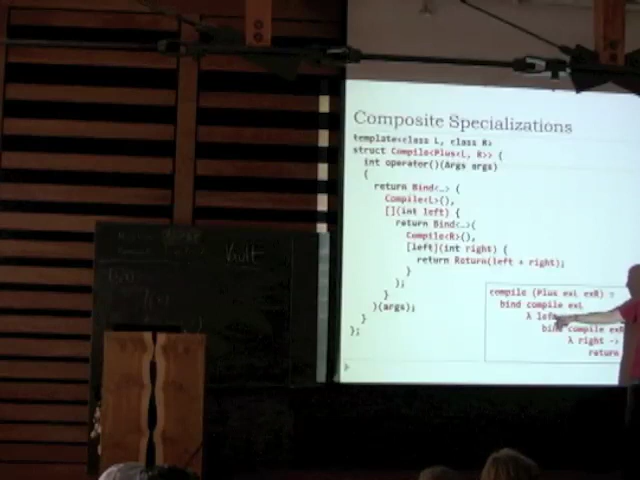 Composite Specializations
template<class L, class R>
struct Compile<Plus<L, R>> {
int operator()(Args args)
{
return Bind<…> (
Compile<L>(),
[](int left) {
return Bind<…>(
Compile<R>(),
[left](int right) {
return Return(left + right);
}
);
}
)(args);
}
};
compile (Plus exL exR) =
bind compile exL
λ left
bind compile exR
λ right ->
return
VaulT